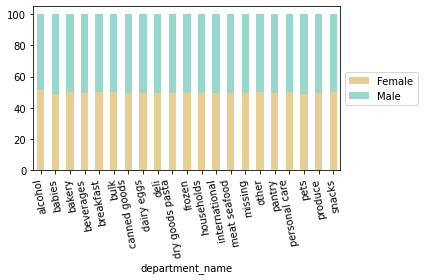 100
80
60
40
20
0
Female
Male
alcohol
babies
bakery
beverages
breakfast
bulk
canned goods
dairy eggs
deli
dry goods pasta
frozen
households
international
meat seafood
missing
other
pantry
personal care
pets
produce
snacks
department_name